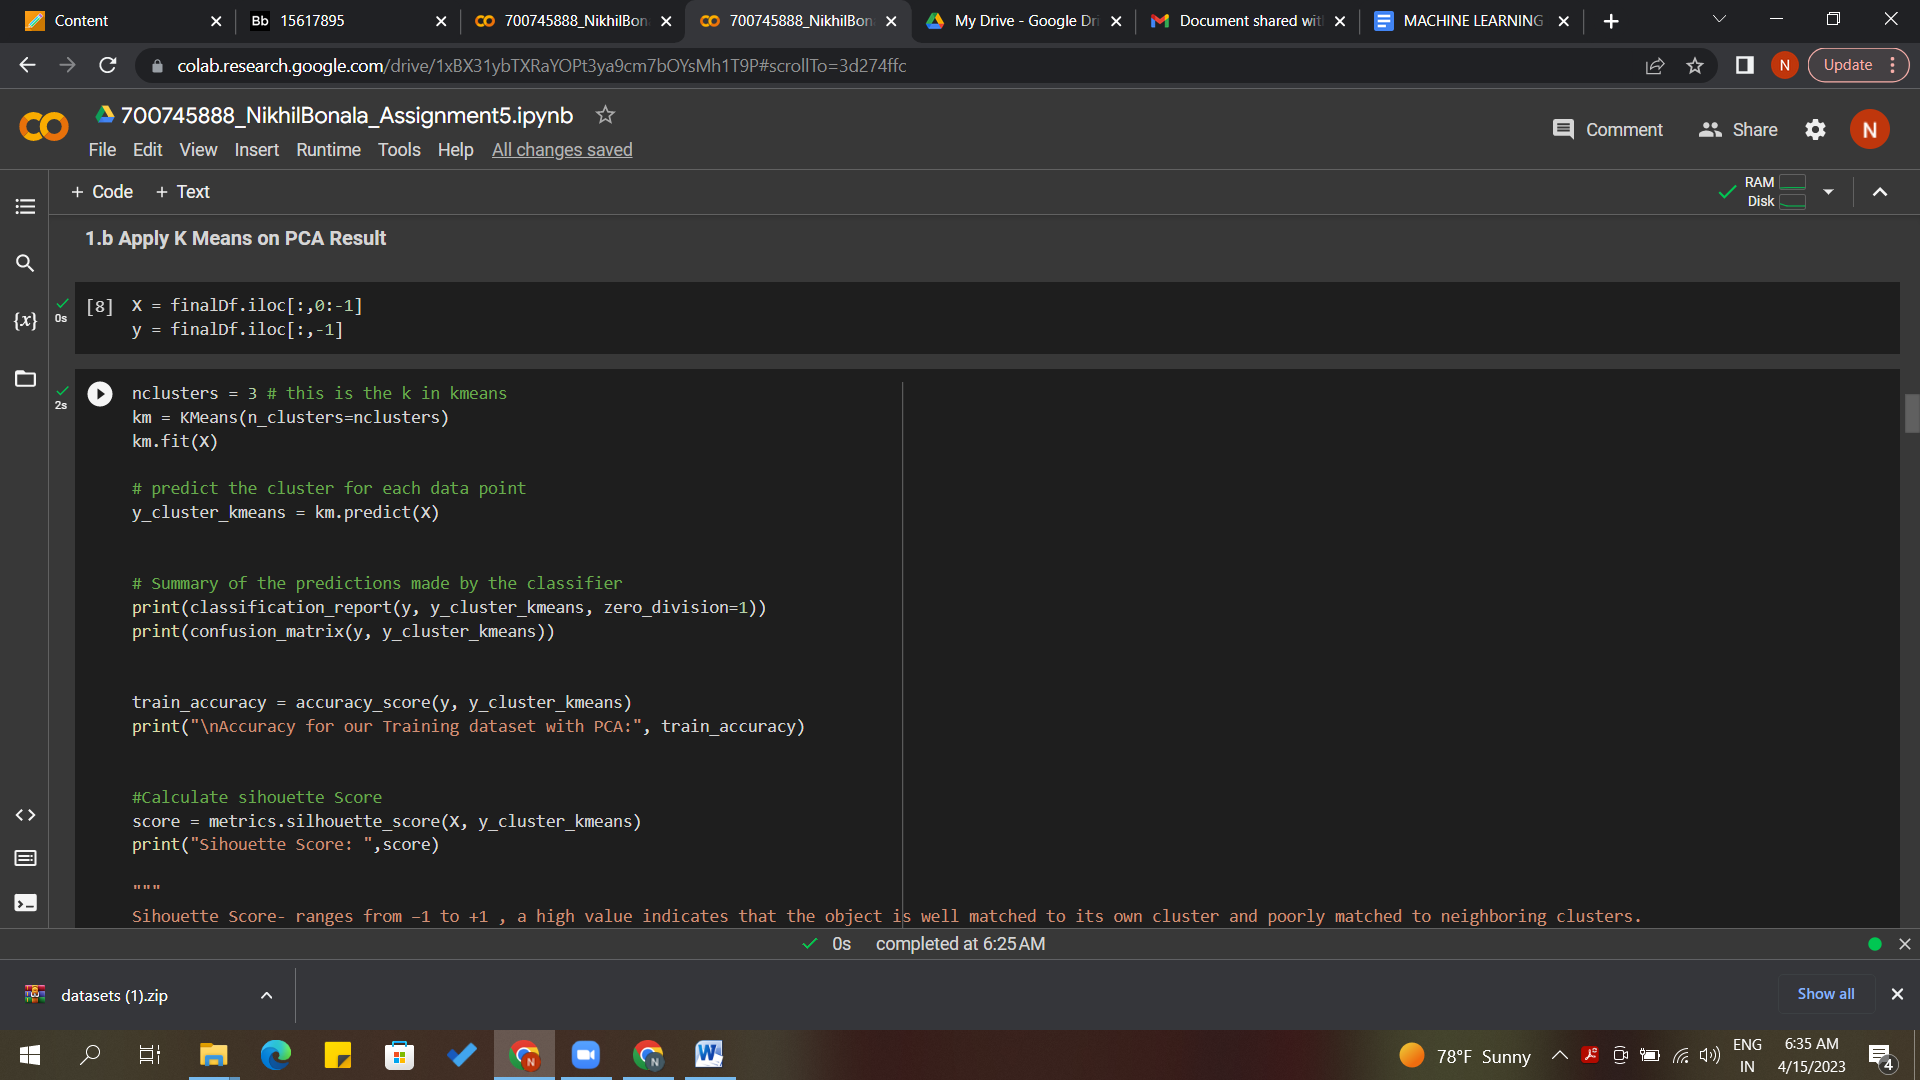 Content
Bb 15617895
700745888_NikhilBon
700745888_NikhilBon
My Drive - Google Dri
Document shared wit
MACHINE LEARNING
colab.research.google.com/drive/1xBX31ybTXRaYOPt3ya9cm7bOYsMh1T9P#scrollTo=3d274ffc
N
Update
700745888_NikhilBonala_Assignment5.ipynb
File Edit View Insert Runtime Tools Help All changes saved
Comment
Share
N
+ Code + Text
RAM
Disk
1.b Apply K Means on PCA Result
0s
[8] X = finalDf.iloc[:,0:-1]
y = finalDf.iloc[:,-1]
{x}
2s
nclusters = 3 # this is the k in kmeans
km = KMeans(n_clusters=nclusters)
km.fit(X)
# predict the cluster for each data point
y_cluster_kmeans = km.predict(X)
# Summary of the predictions made by the classifier
print(classification_report(y, y_cluster_kmeans, zero_division=1))
print(confusion_matrix(y, y_cluster_kmeans))
train_accuracy = accuracy_score(y, y_cluster_kmeans)
print("\nAccuracy for our Training dataset with PCA:", train_accuracy)
#Calculate sihouette Score
score = metrics.silhouette_score(X, y_cluster_kmeans)
print("Sihouette Score: ",score)
"""
Sihouette Score- ranges from −1 to +1 , a high value indicates that the object is well matched to its own cluster and poorly matched to neighboring clusters.
0s completed at 6:25 AM
datasets (1).zip
Show all
78°F Sunny
ENG
IN
6:35 AM
4/15/2023
4